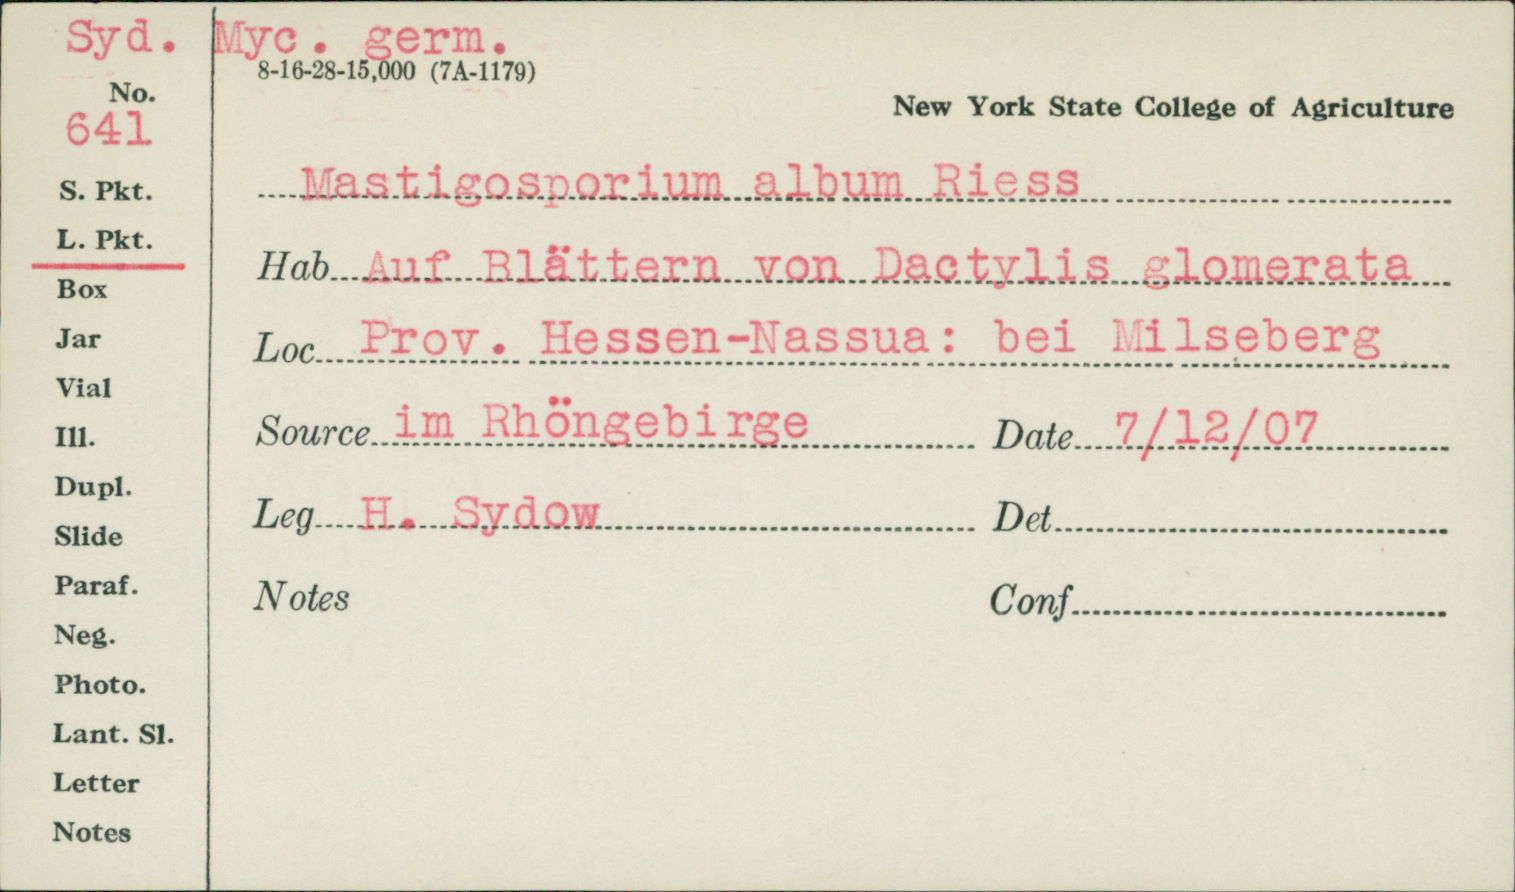 Syd. Myc. germ.
8-16-28-15,000 (7A-1179)
No.
New York State College of Agriculture
641
S. Pkt.
Mastigosporium album Riess
L. Pkt.
Hab Auf Blättern von Dactylis glomerata
Box
Jar
Loc Prov. Hessen-Nassua: bei Milseberg
Vial
Ill.
Source im Rhöngebirge Date 7/12/07
Dupl.
Slide
Leg H. Sydow Det
Paraf.
Notes Conf
Neg.
Photo.
Lant. Sl.
Letter
Notes